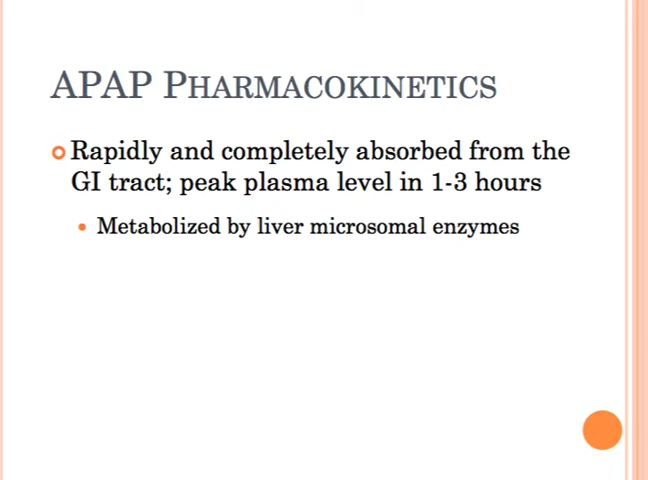 APAP PHARMACOKINETICS
Rapidly and completely absorbed from the
GI tract; peak plasma level in 1-3 hours
Metabolized by liver microsomal enzymes